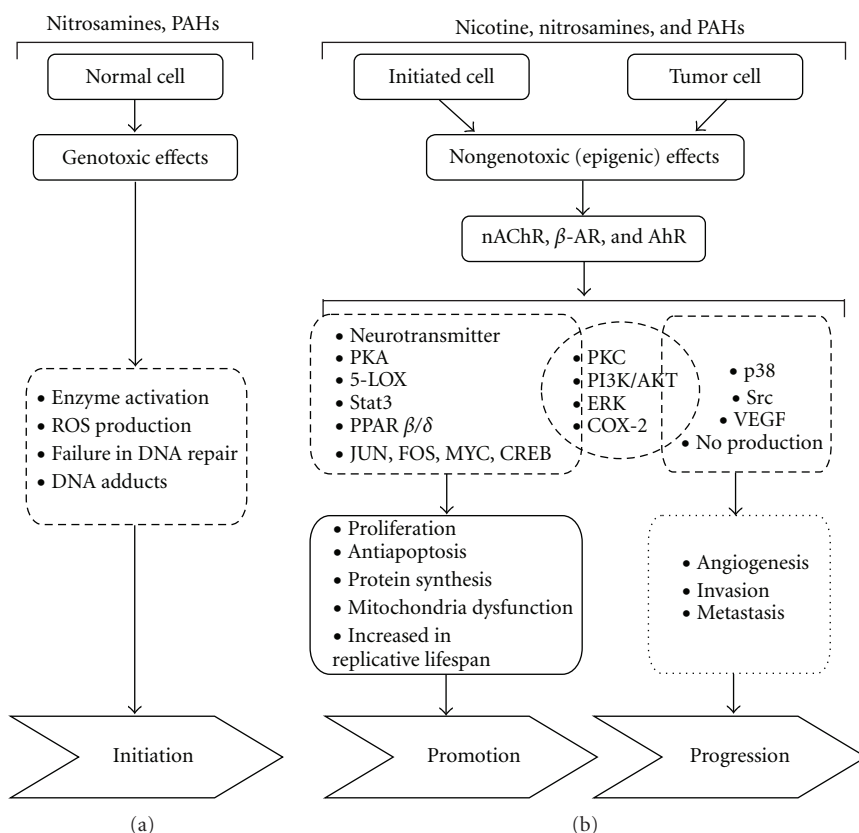 Nitrosamines, PAHs
Normal cell
Genotoxic effects
• Enzyme activation
• ROS production
• Failure in DNA repair
• DNA adducts
Initiation
(a)
Nicotine, nitrosamines, and PAHs
Initiated cell
Tumor cell
Nongenotoxic (epigenic) effects
nAChR, β-AR, and AhR
• Neurotransmitter
• PKA
• 5-LOX
• Stat3
• PPAR β/δ
• JUN, FOS, MYC, CREB
• PKC
• PI3K/AKT
• ERK
• COX-2
• p38
• Src
• VEGF
• No production
• Proliferation
• Antiapoptosis
• Protein synthesis
• Mitochondria dysfunction
• Increased in
replicative lifespan
• Angiogenesis
• Invasion
• Metastasis
Promotion
Progression
(b)